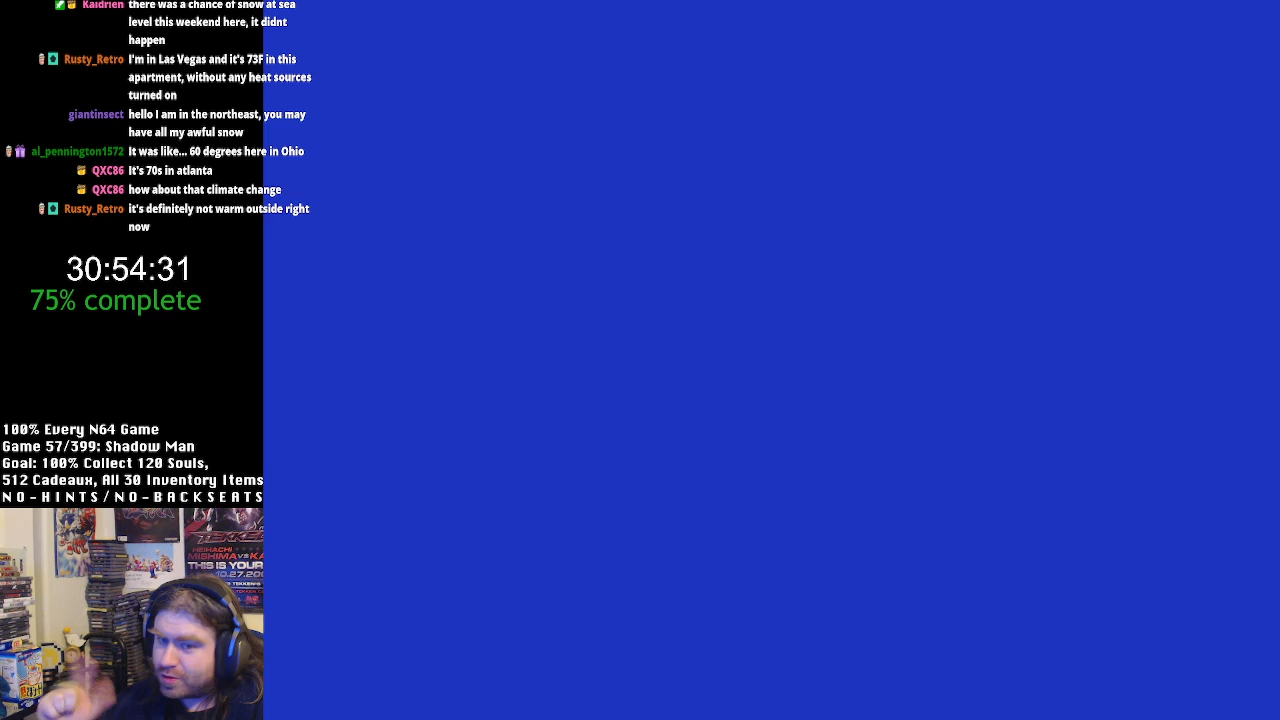 Kaidrien there was a chance of snow at sea
level this weekend here, it didnt
happen
Rusty_Retro I'm in Las Vegas and it's 73F in this
apartment, without any heat sources
turned on
giantinsect hello I am in the northeast, you may
have all my awful snow
al_pennington1572 It was like... 60 degrees here in Ohio
QXC86 It's 70s in atlanta
QXC86 how about that climate change
Rusty_Retro it's definitely not warm outside right
now
30:54:31
75% complete
100% Every N64 Game
Game 57/399: Shadow Man
Goal: 100% Collect 120 Souls,
512 Cadeaux, All 30 Inventory Items
NO-HINTS/NO-BACKSEATS
TEKKEN
HEIHACHI
MISHIMA VS KA
THIS IS YOUR
10.27.20